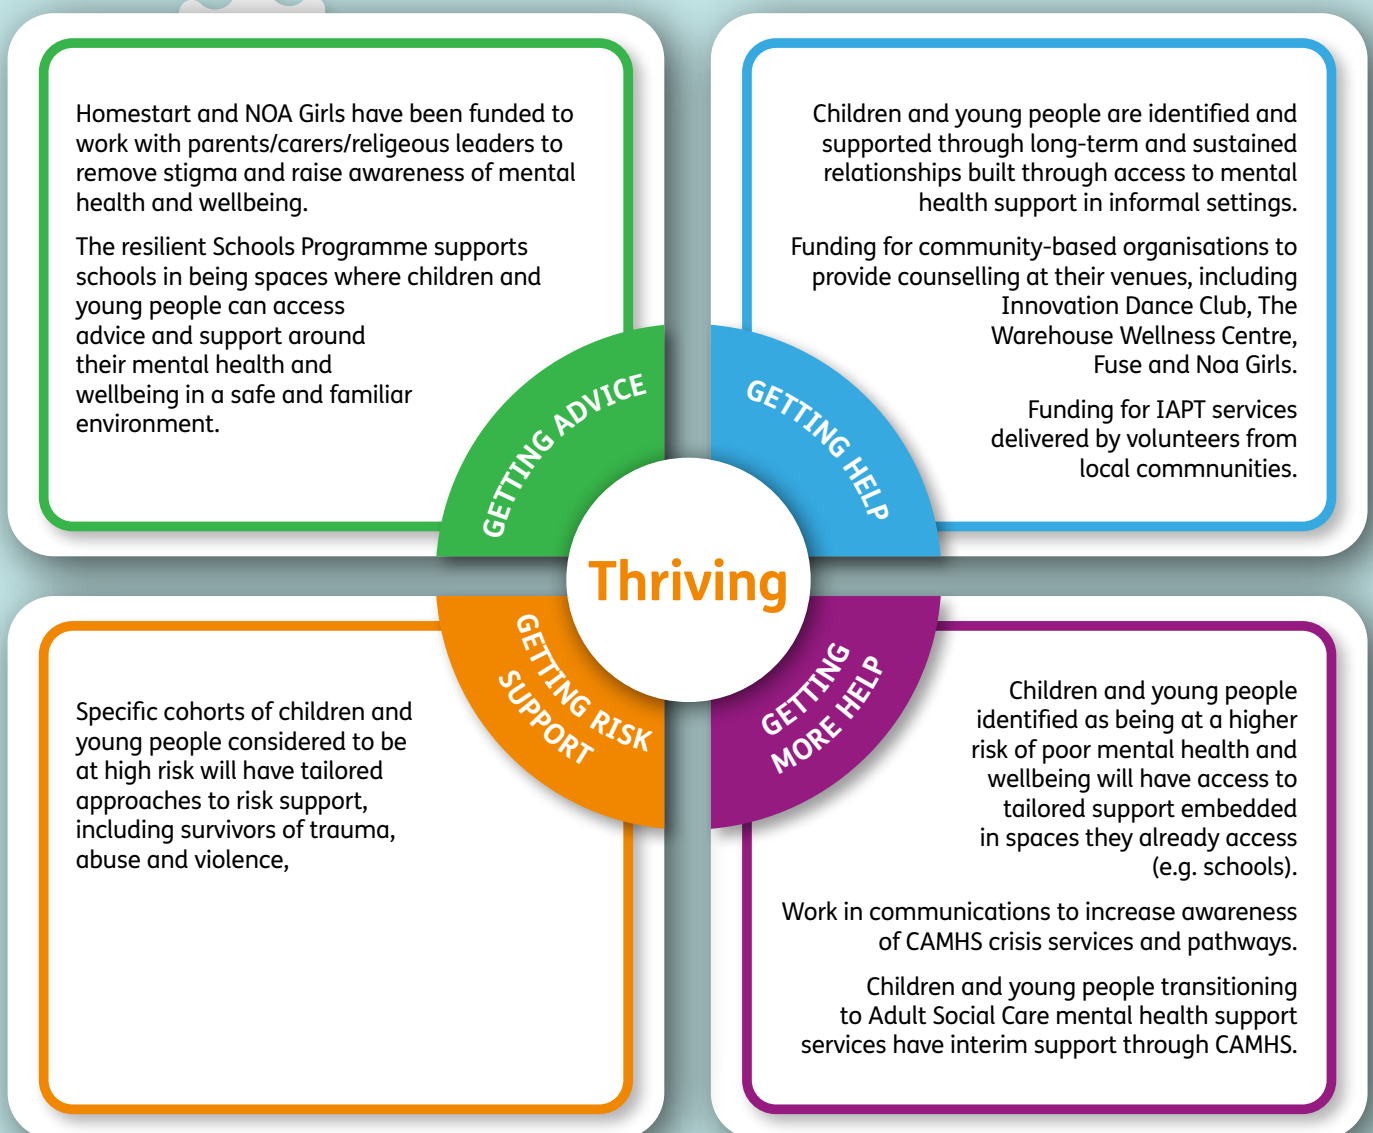 Homestart and NOA Girls have been funded to
work with parents/carers/religeous leaders to
remove stigma and raise awareness of mental
health and wellbeing.
The resilient Schools Programme supports
schools in being spaces where children and
young people can access
advice and support around
their mental health and
wellbeing in a safe and familiar
environment.
GETTING ADVICE
Children and young people are identified and
supported through long-term and sustained
relationships built through access to mental
health support in informal settings.
Funding for community-based organisations to
provide counselling at their venues, including
Innovation Dance Club, The
Warehouse Wellness Centre,
Fuse and Noa Girls.
Funding for IAPT services
delivered by volunteers from
local commnunities.
GETTING HELP
Thriving
GETTING RISK
SUPPORT
Specific cohorts of children and
young people considered to be
at high risk will have tailored
approaches to risk support,
including survivors of trauma,
abuse and violence,
GETTING
MORE HELP
Children and young people
identified as being at a higher
risk of poor mental health and
wellbeing will have access to
tailored support embedded
in spaces they already access
(e.g. schools).
Work in communications to increase awareness
of CAMHS crisis services and pathways.
Children and young people transitioning
to Adult Social Care mental health support
services have interim support through CAMHS.